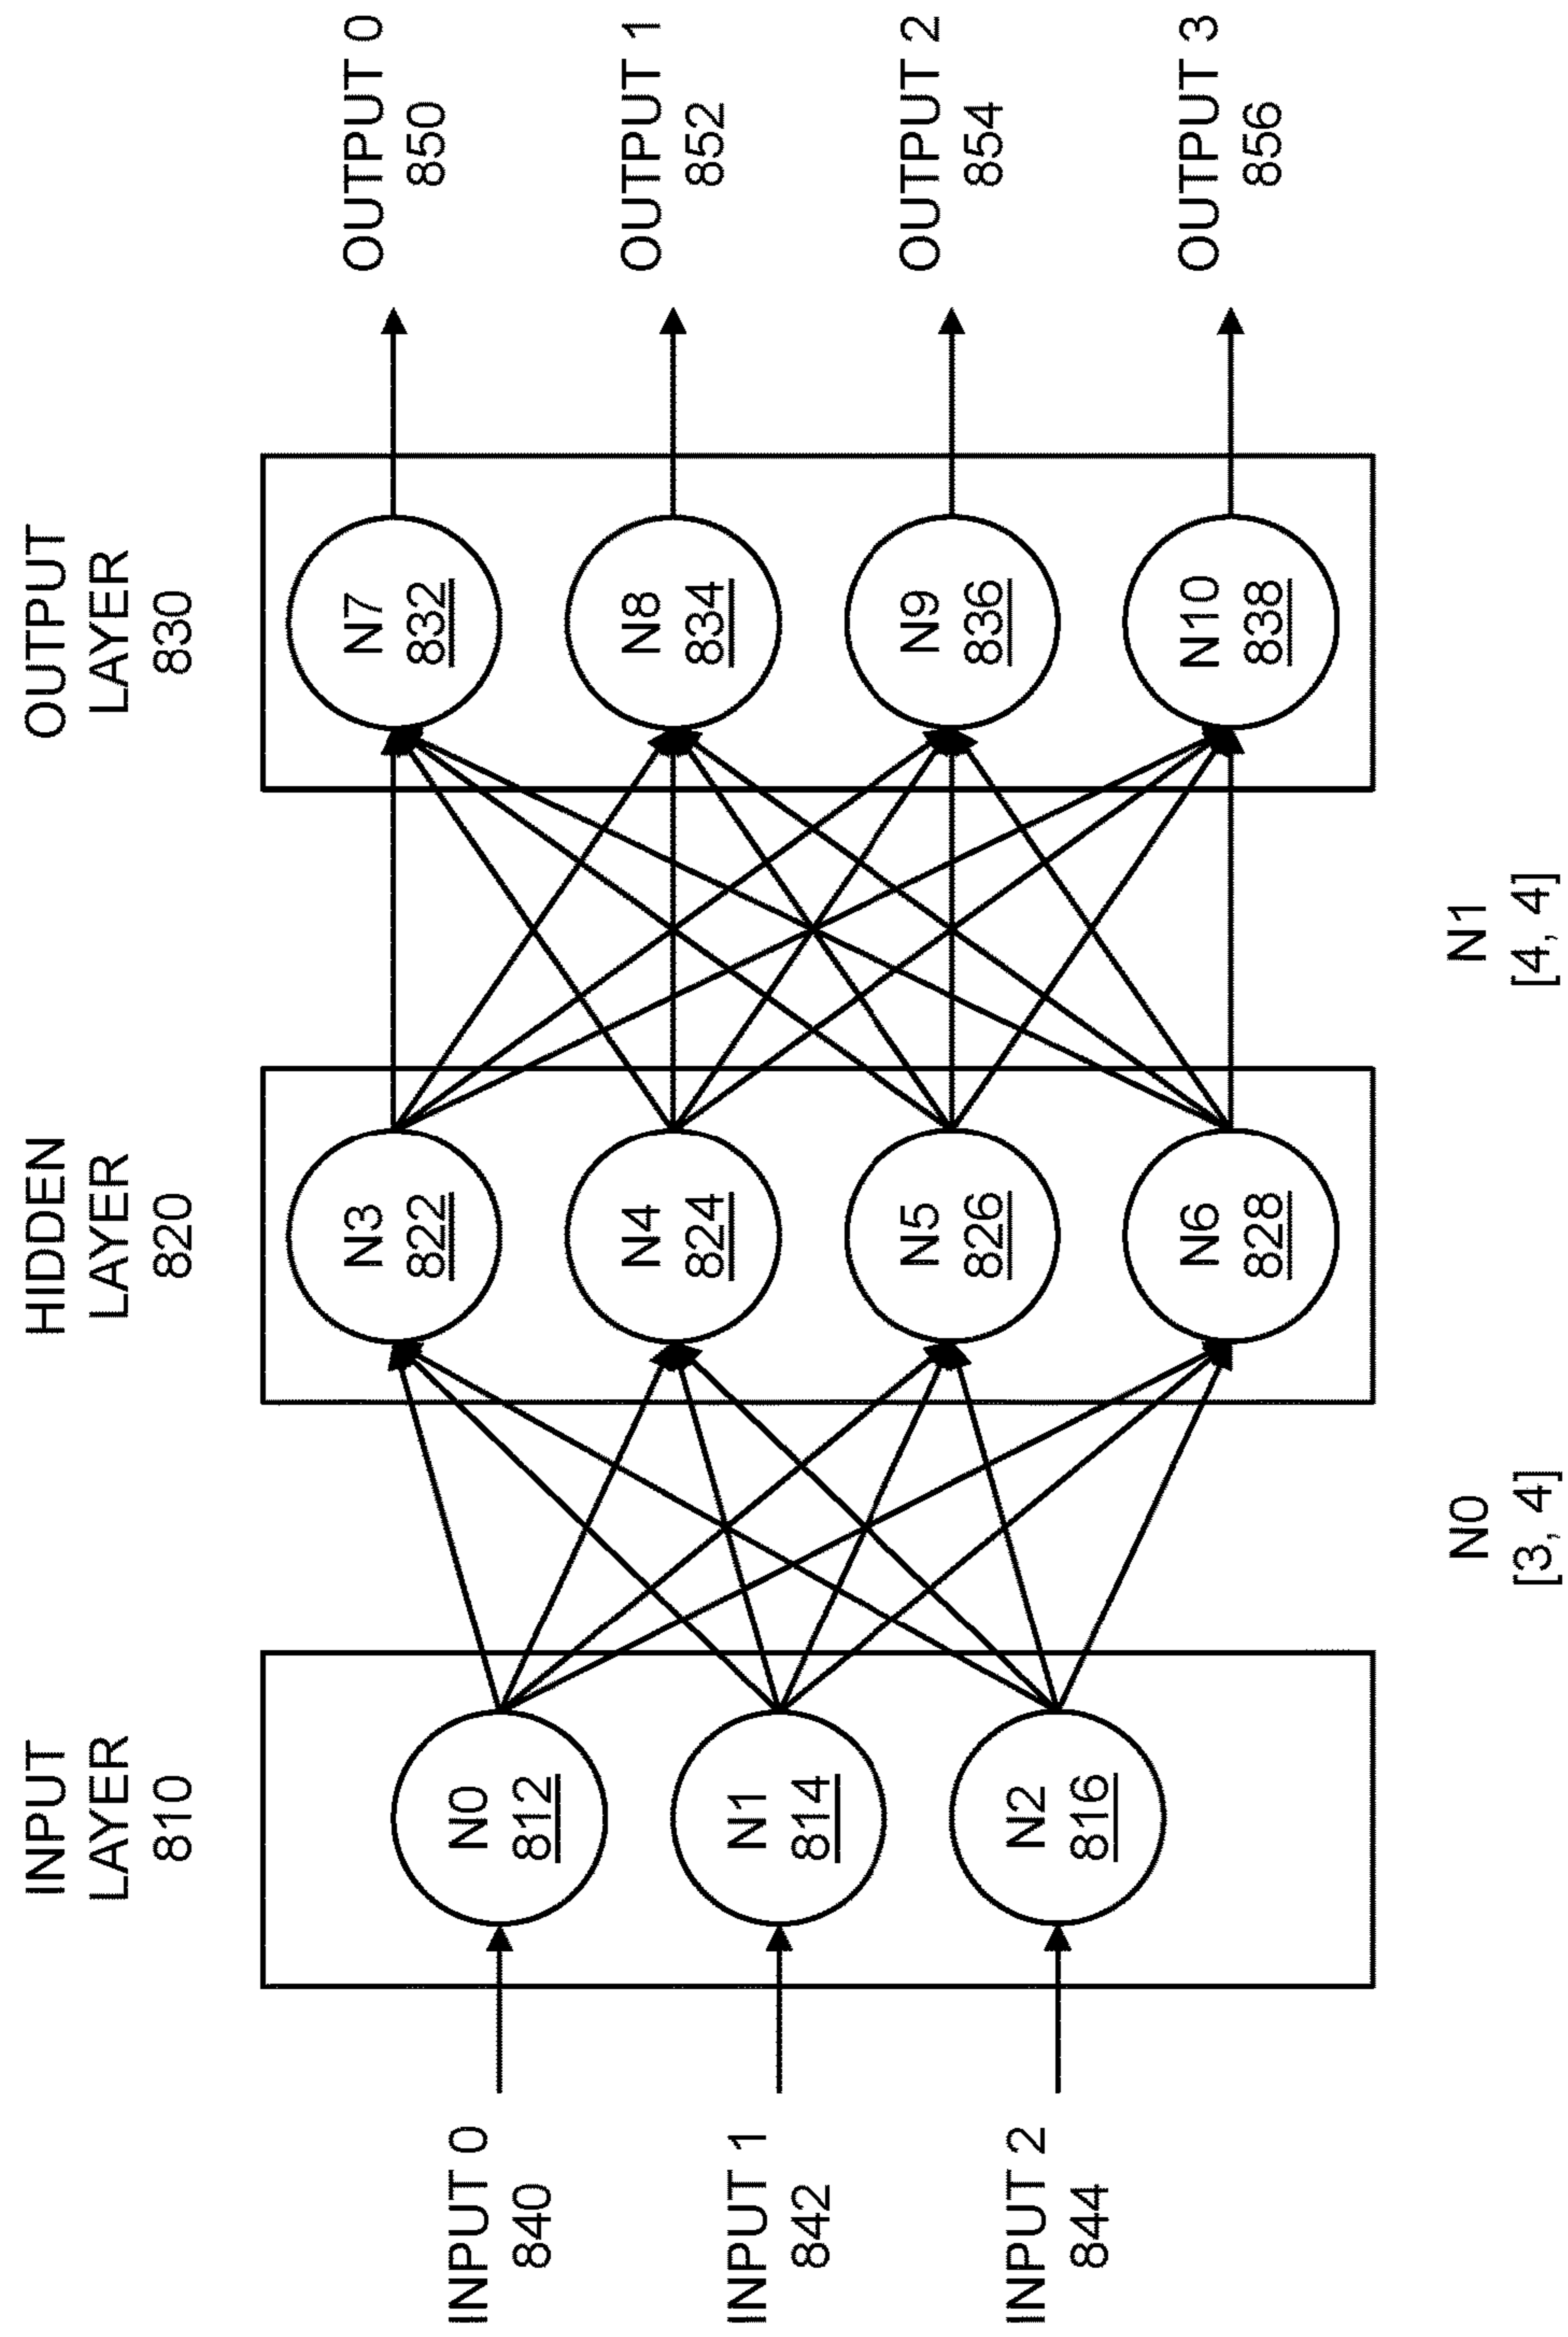 INPUT
LAYER
810
HIDDEN
LAYER
820
OUTPUT
LAYER
830
INPUT 0
840
INPUT 1
842
INPUT 2
844
N0
812
N1
814
N2
816
N3
822
N4
824
N5
826
N6
828
N7
832
N8
834
N9
836
N10
838
OUTPUT 0
850
OUTPUT 1
852
OUTPUT 2
854
OUTPUT 3
856
N0
[3, 4]
N1
[4, 4]